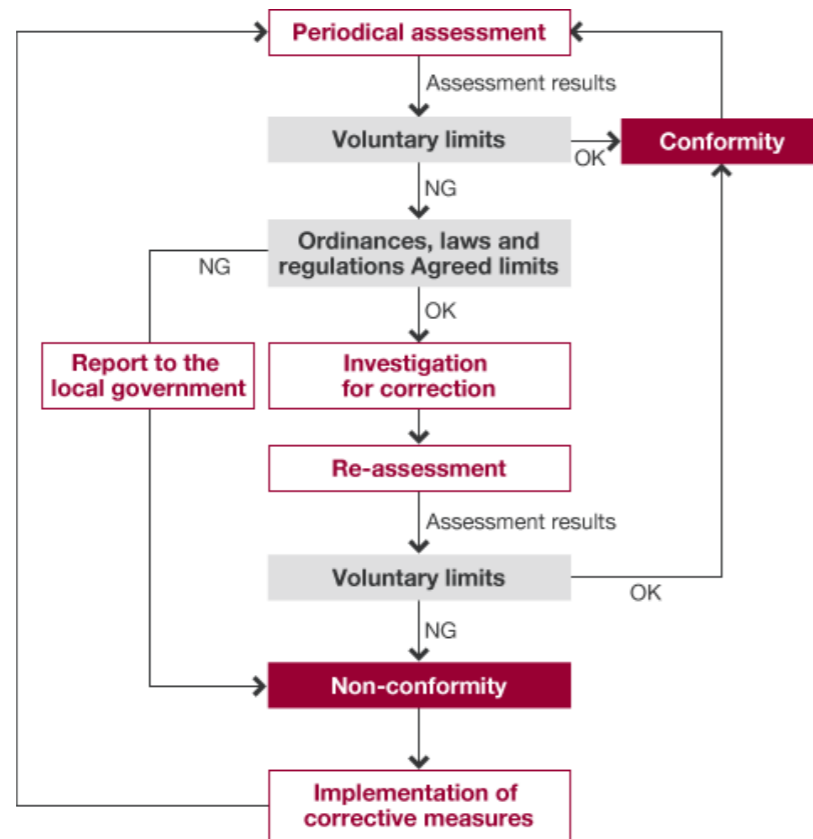 Periodical assessment
Assessment results
Voluntary limits
OK
Conformity
NG
Ordinances, laws and
regulations Agreed limits
NG
OK
Report to the
local government
Investigation
for correction
Re-assessment
Assessment results
Voluntary limits
OK
NG
Non-conformity
Implementation of
corrective measures